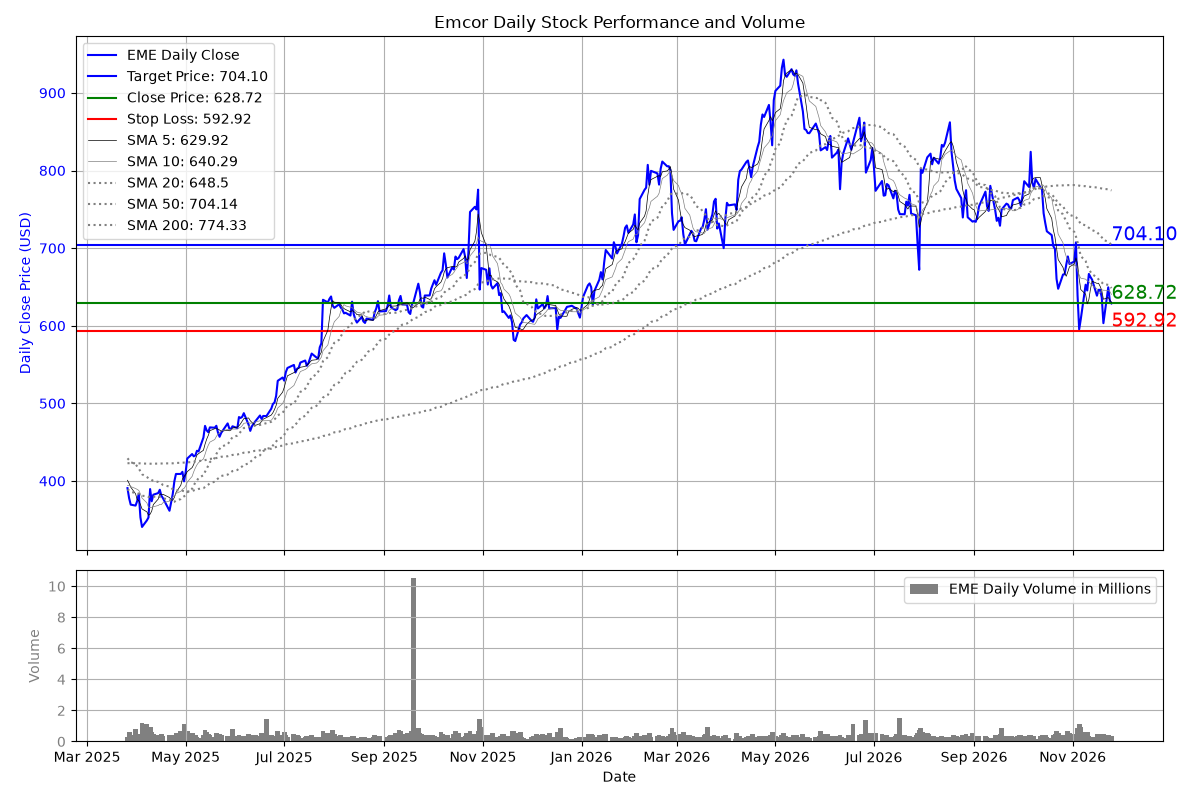 Emcor Daily Stock Performance and Volume
EME Daily Close
Target Price: 704.10
Close Price: 628.72
Stop Loss: 592.92
SMA 5: 629.92
SMA 10: 640.29
SMA 20: 648.5
SMA 50: 704.14
SMA 200: 774.33
Daily Close Price (USD)
900
800
700
600
500
400
704.10
628.72
592.92
EME Daily Volume in Millions
Volume
10
8
6
4
2
0
Mar 2025 May 2025 Jul 2025 Sep 2025 Nov 2025 Jan 2026 Mar 2026 May 2026 Jul 2026 Sep 2026 Nov 2026
Date